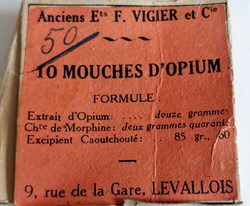 Anciens Ets F. VIGIER et Cie
50
10 MOUCHES D'OPIUM
FORMULE :
Extrait d'Opium: ... douze grammes
Chte de Morphine: deux grammes quarante
Excipient Caoutchouté: .. 85 gr., 60
9, rue de la Gare, LEVALLOIS